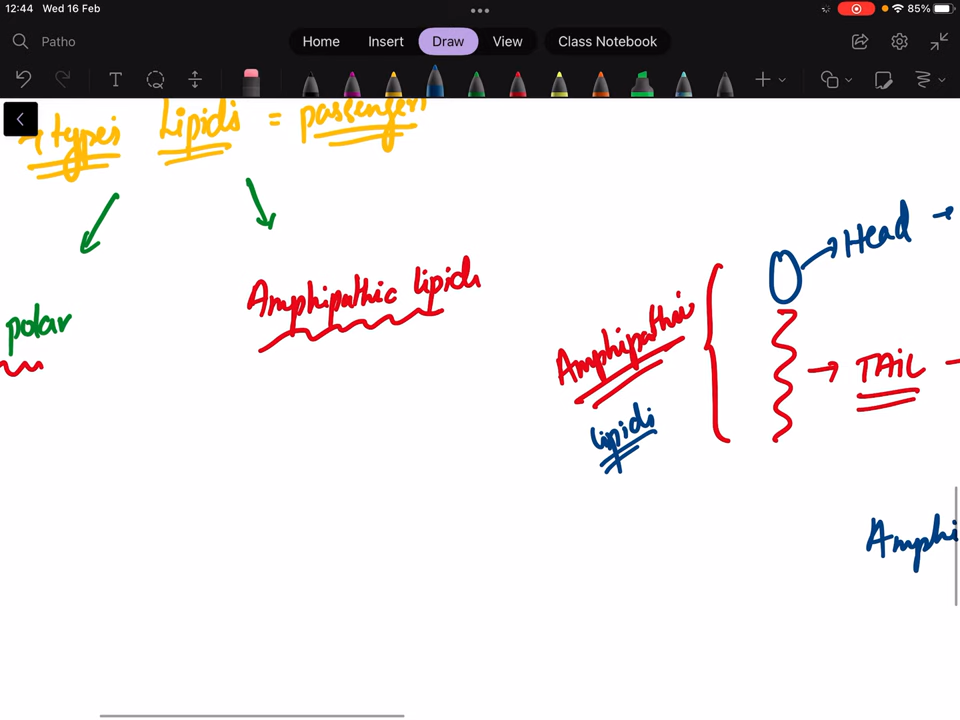 12:44 Wed 16 Feb
85%
Patho
Home Insert Draw View Class Notebook
types Lipids = passengers
polar
Amphipathic lipids
Amphipathic
lipids
Head
TAIL
Amphi